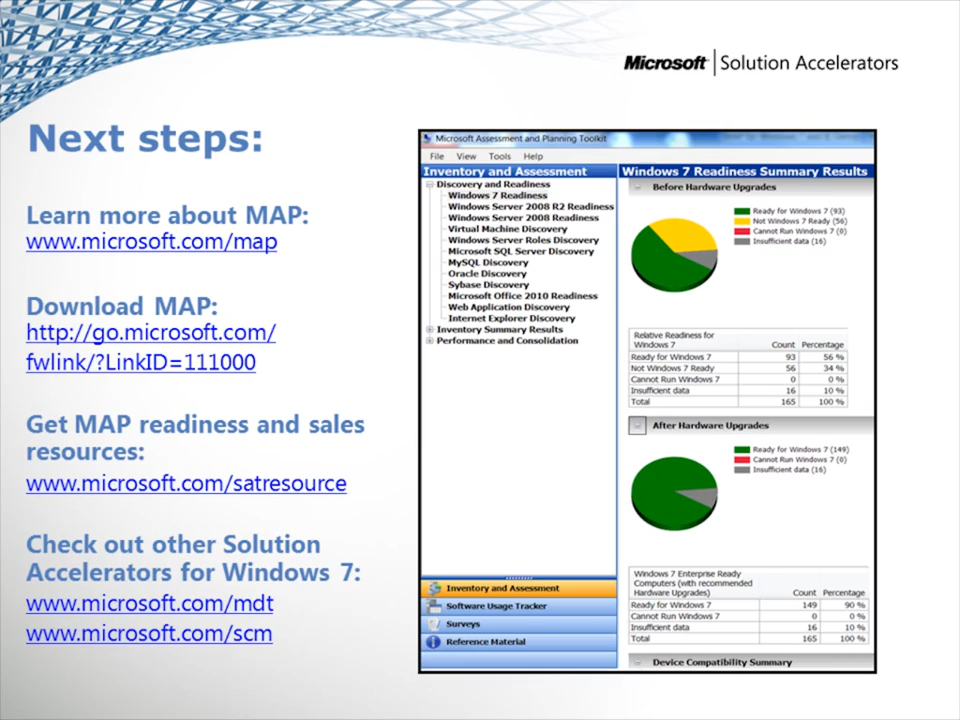 Microsoft | Solution Accelerators
Next steps:
Learn more about MAP:
www.microsoft.com/map
Download MAP:
http://go.microsoft.com/
fwlink/?LinkID=111000
Get MAP readiness and sales
resources:
www.microsoft.com/satresource
Check out other Solution
Accelerators for Windows 7:
www.microsoft.com/mdt
www.microsoft.com/scm
Microsoft Assessment and Planning Toolkit
File View Tools Help
Inventory and Assessment
Discovery and Readiness
Windows 7 Readiness
Windows Server 2008 R2 Readiness
Windows Server 2008 Readiness
Virtual Machine Discovery
Windows Server Roles Discovery
Microsoft SQL Server Discovery
MySQL Discovery
Oracle Discovery
Sybase Discovery
Microsoft Office 2010 Readiness
Web Application Discovery
Internet Explorer Discovery
Inventory Summary Results
Performance and Consolidation
Inventory and Assessment
Software Usage Tracker
Surveys
Reference Material
Windows 7 Readiness Summary Results
Before Hardware Upgrades
Ready for Windows 7 (93)
Not Windows 7 Ready (56)
Cannot Run Windows 7 (0)
Insufficient data (16)
Relative Readiness for
Windows 7 Count Percentage
Ready for Windows 7 93 56 %
Not Windows 7 Ready 56 34 %
Cannot Run Windows 7 0 0 %
Insufficient data 16 10 %
Total 165 100 %
After Hardware Upgrades
Ready for Windows 7 (149)
Cannot Run Windows 7 (0)
Insufficient data (16)
Windows 7 Enterprise Ready
Computers (with recommended
Hardware Upgrades) Count Percentage
Ready for Windows 7 149 90 %
Cannot Run Windows 7 0 0 %
Insufficient data 16 10 %
Total 165 100 %
Device Compatibility Summary